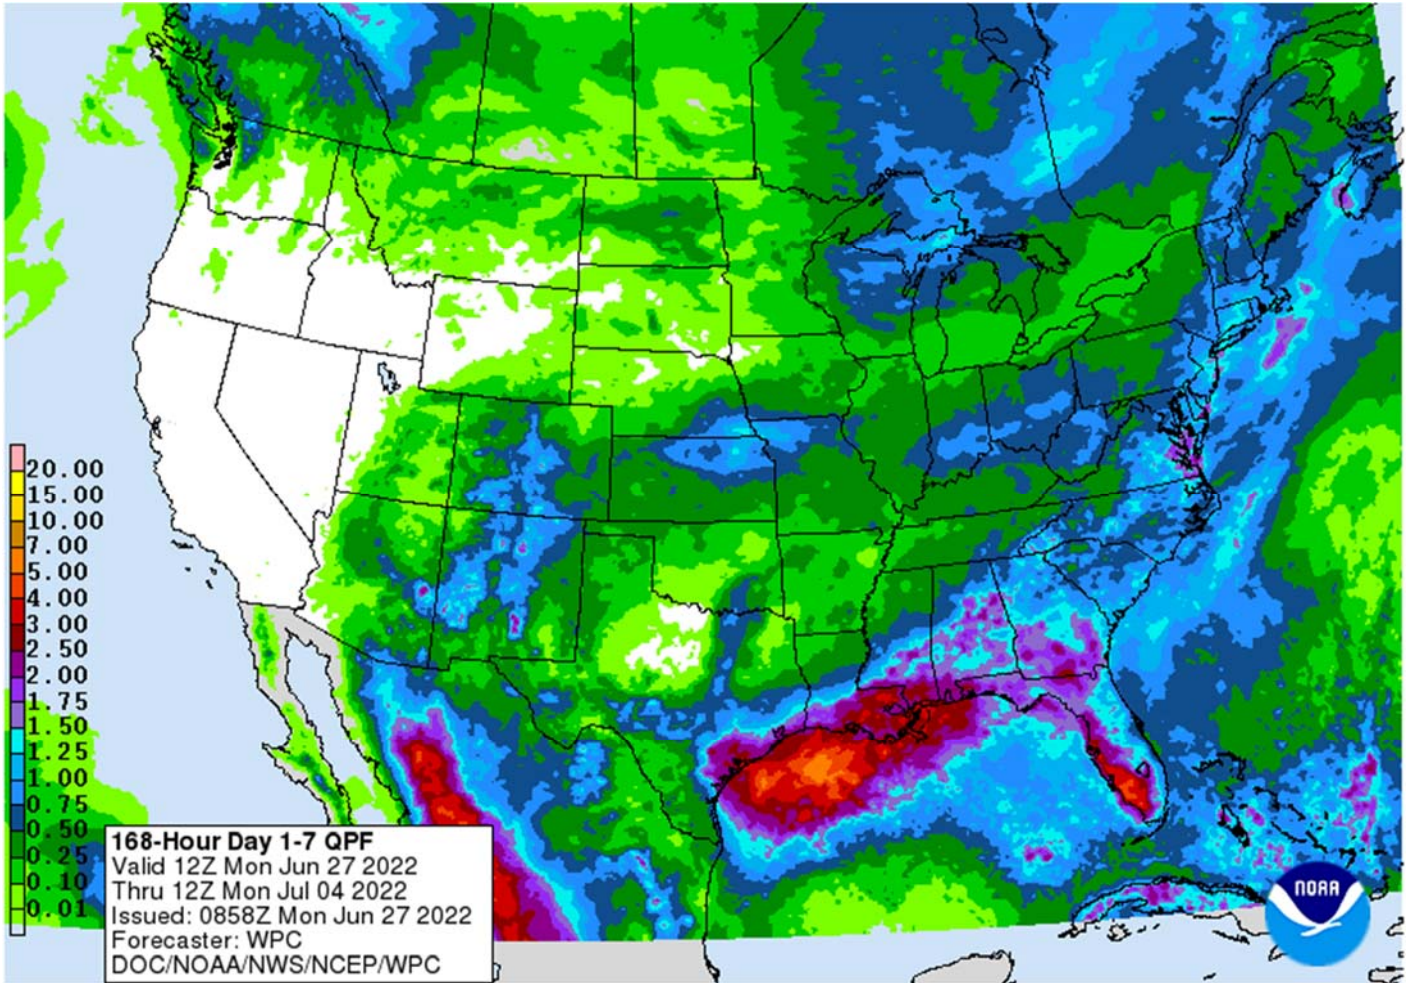 20.00
15.00
10.00
7.00
5.00
4.00
3.00
2.50
2.00
1.75
1.50
1.25
1.00
0.75
0.50
0.25
0.10
0.01
168-Hour Day 1-7 QPF
Valid 12Z Mon Jun 27 2022
Thru 12Z Mon Jul 04 2022
Issued: 0858Z Mon Jun 27 2022
Forecaster: WPC
DOC/NOAA/NWS/NCEP/WPC
NOAA